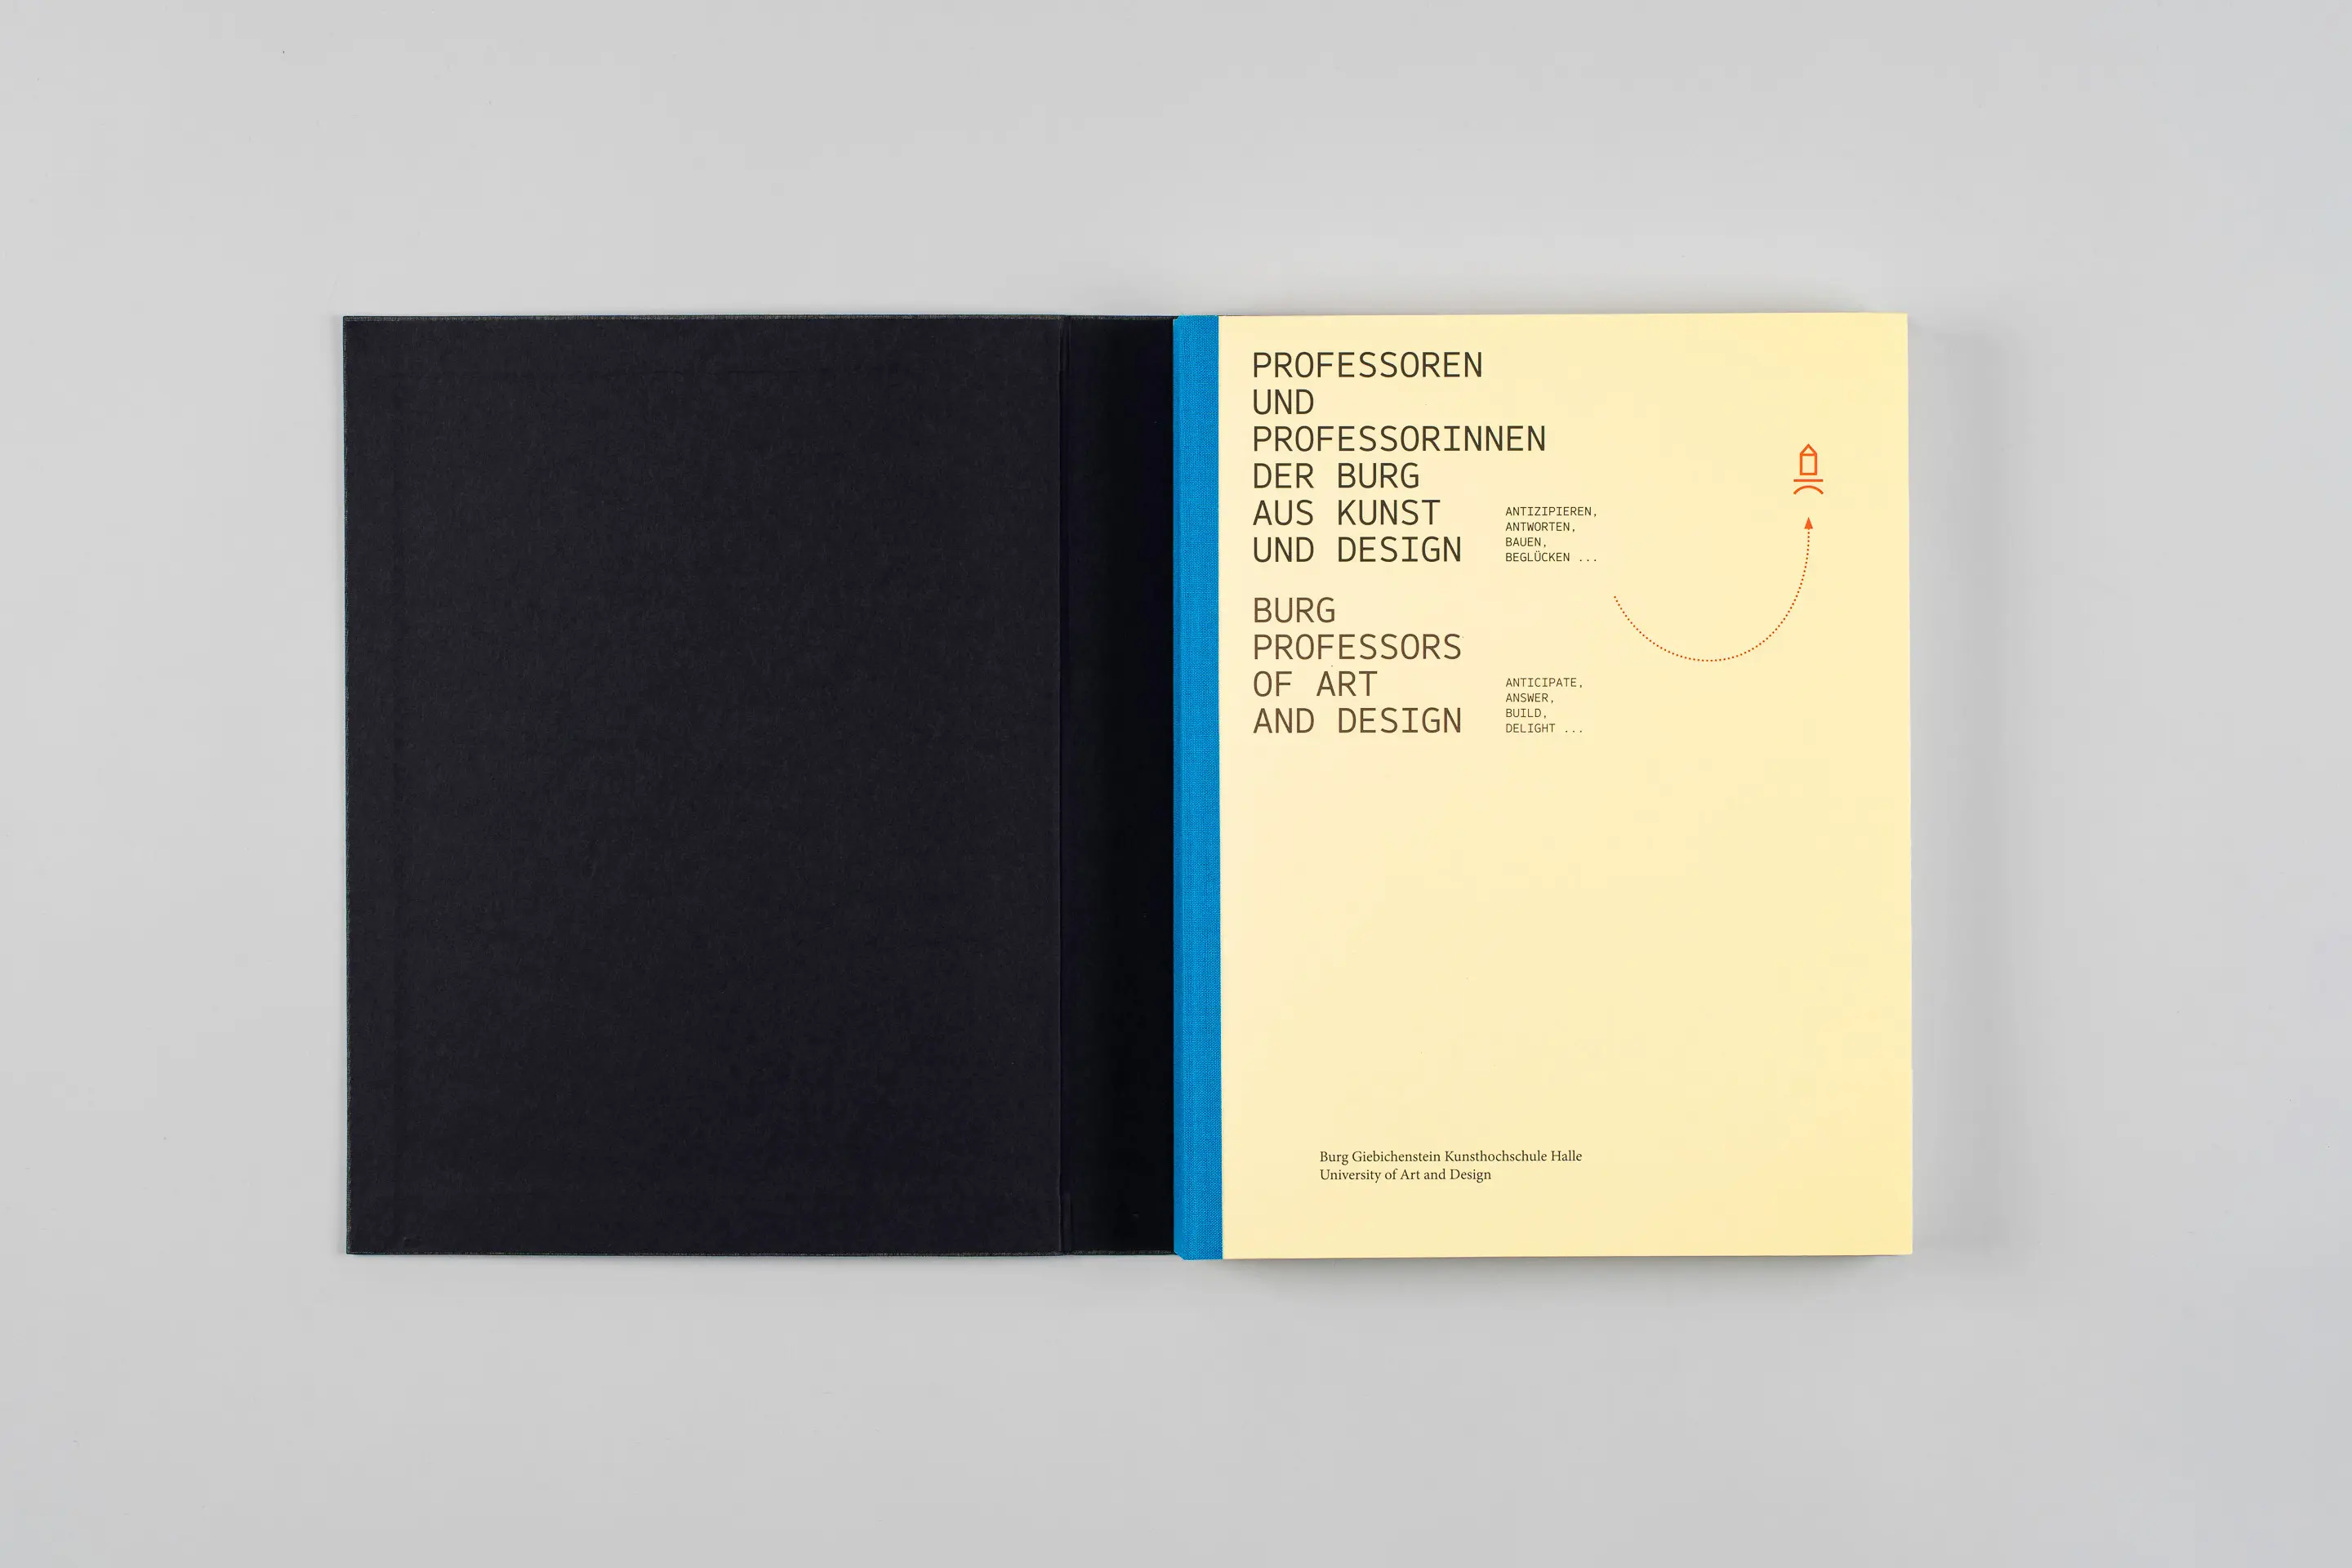 PROFESSOREN
UND
PROFESSORINNEN
DER BURG
AUS KUNST
UND DESIGN
ANTIZIPIEREN,
ANTWORTEN,
BAUEN,
BEGLÜCKEN ...
BURG
PROFESSORS
OF ART
AND DESIGN
ANTICIPATE,
ANSWER,
BUILD,
DELIGHT ...
Burg Giebichenstein Kunsthochschule Halle
University of Art and Design